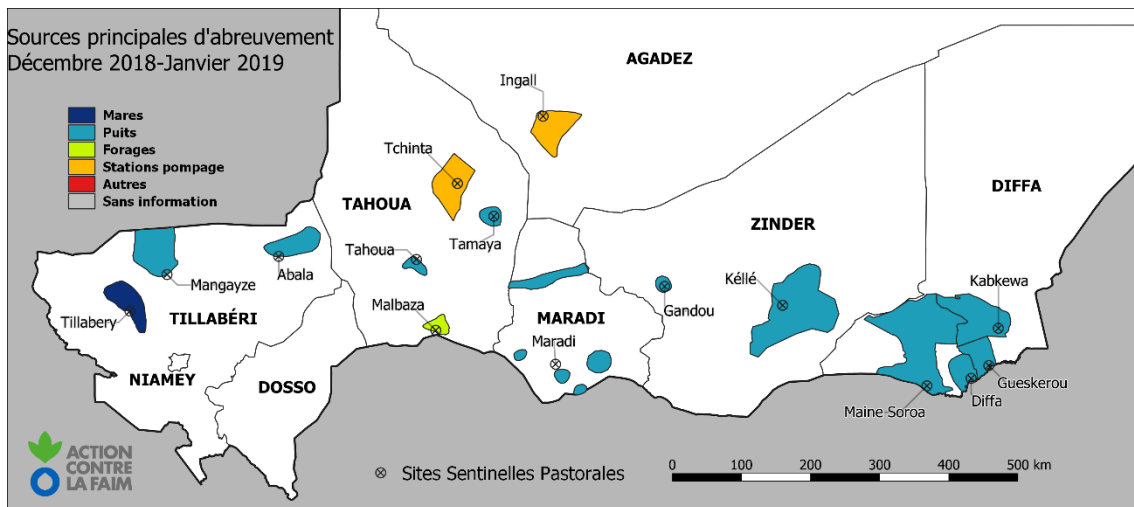 Sources principales d'abreuvement
Décembre 2018-Janvier 2019
Mares
Puits
Forages
Stations pompage
Autres
Sans information
AGADEZ
Ingall
Tchinta
DIFFA
TAHOUA
ZINDER
Tamaya
Tahoua
Abala
Mangayze
Kéllé
Kabkewa
Gandou
Malbaza
Tillabery
TILLABÉRI
MARADI
Maradi
NIAMEY
DOSSO
Gueskerou
Diffa
Maine-Soroa
ACTION
CONTRE
LA FAIM
Sites Sentinelles Pastorales
0 100 200 300 400 500 km